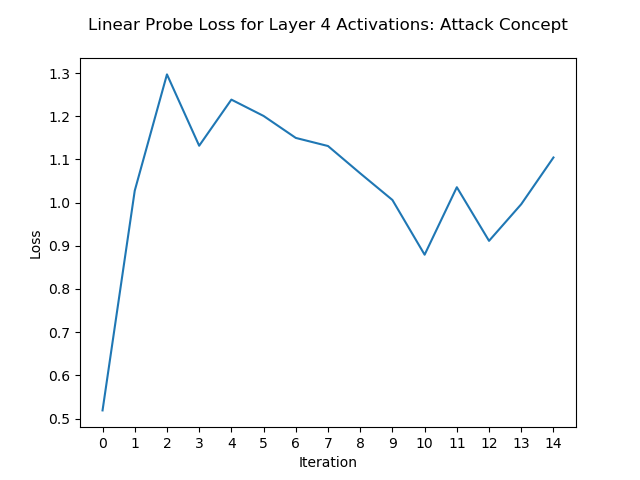 Linear Probe Loss for Layer 4 Activations: Attack Concept
1.3
1.2
1.1
1.0
0.9
0.8
0.7
0.6
0.5
Loss
0 1 2 3 4 5 6 7 8 9 10 11 12 13 14
Iteration